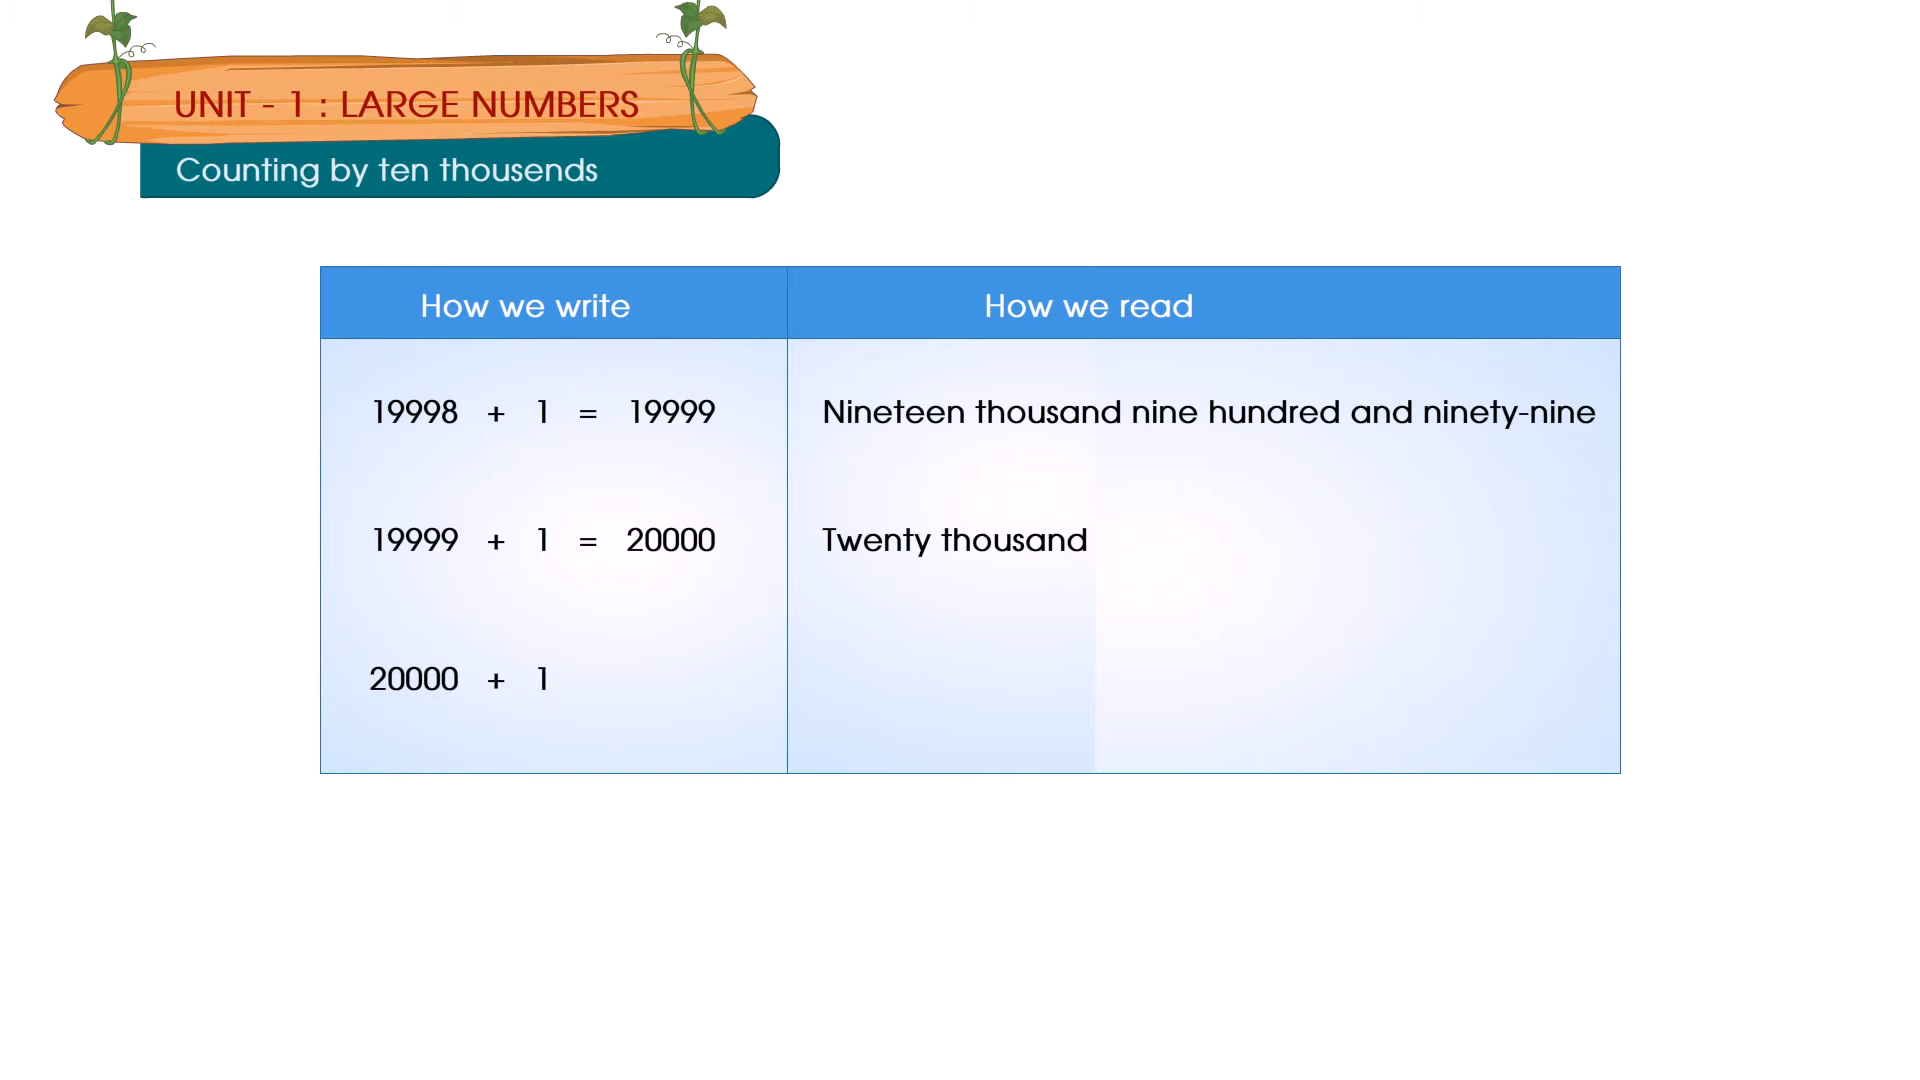 UNIT - 1 : LARGE NUMBERS
Counting by ten thousends
How we write How we read
19998 + 1 = 19999 Nineteen thousand nine hundred and ninety-nine
19999 + 1 = 20000 Twenty thousand
20000 + 1